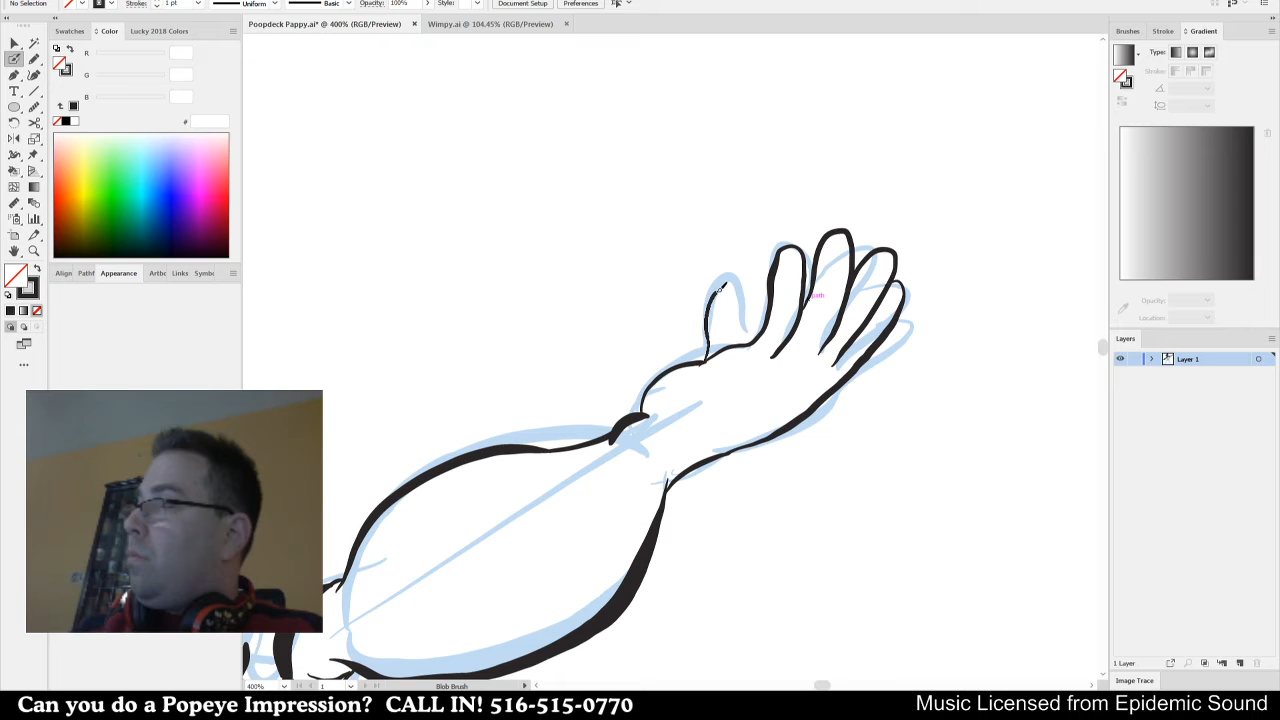 No Selection Stroke: 1 pt Uniform Basic Opacity: 100% Style: Document Setup Preferences
Poopdeck Pappy.ai* @ 400% (RGB/Preview) × Wimpy.ai @ 104.45% (RGB/Preview) ×
Swatches Color Lucky 2018 Colors
R
G
B
#
Align Pathf Appearance Artbc Links Symbc
Brushes Stroke Gradient
Type:
Stroke:
Opacity:
Location:
Layers
Layer 1
1 Layer
Image Trace
path
400% 1 Blob Brush
Can you do a Popeye Impression? CALL IN! 516-515-0770
Music Licensed from Epidemic Sound